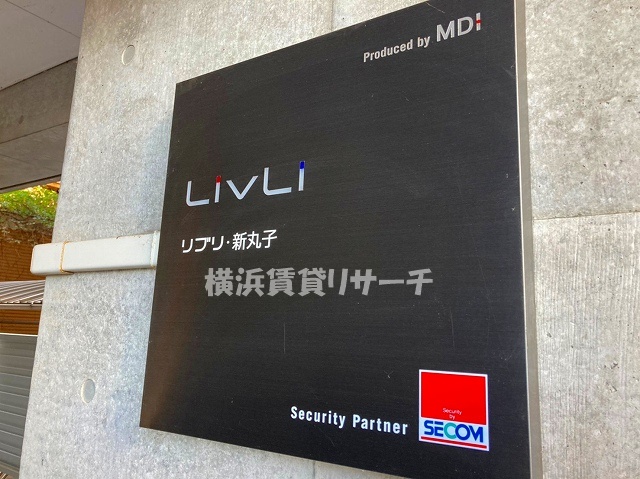 Produced by MDI
LIVLI
リブリ・新丸子
横浜賃貸リサーチ
Security Partner
Security
by
SECOM